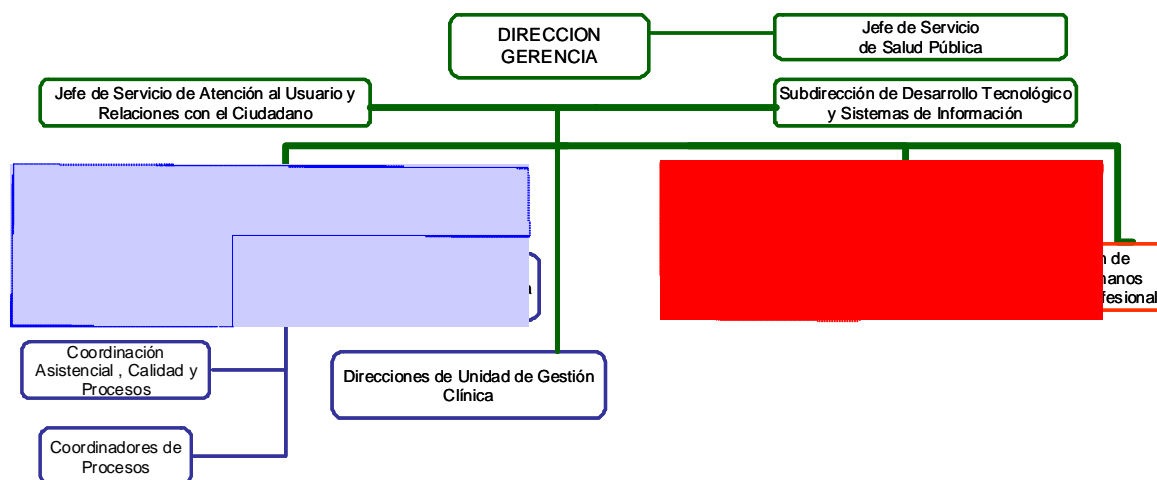 DIRECCION
GERENCIA
Jefe de Servicio
de Salud Pública
Jefe de Servicio de Atención al Usuario y
Relaciones con el Ciudadano
Subdirección de Desarrollo Tecnológico
y Sistemas de Información
de
Coordinación
Asistencial , Calidad y
Procesos
Direcciones de Unidad de Gestión
Clínica
Coordinadores de
Procesos